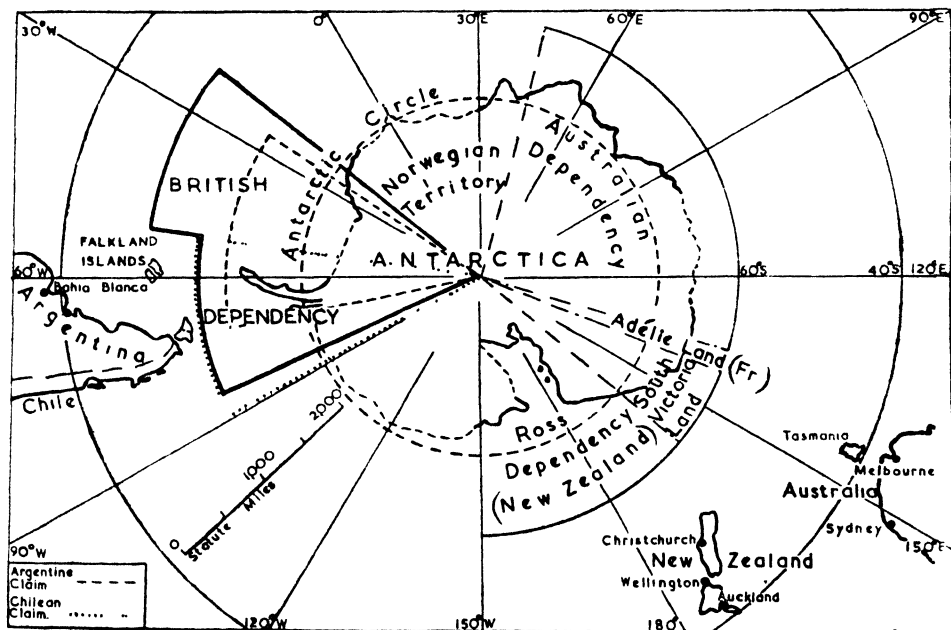 30°W
0°
30°E
60°E
90°E
Antarctic Circle
Norwegian
Territory
Australian
Dependency
BRITISH
FALKLAND
ISLANDS
ANTARCTICA
60°W
60°S
40°S
120°E
Bahia Blanca
Argentina
DEPENDENCY
Chile
Adélie Land (Fr)
South
Victoria
Land
Ross
Dependency
(New Zealand)
2000
1000
0
Statute Miles
Tasmania
Melbourne
Australia
Sydney
Christchurch
New Zealand
Wellington
Auckland
90°W
150°E
Argentine
Claim
Chilean
Claim.
120°W
150°W
180°